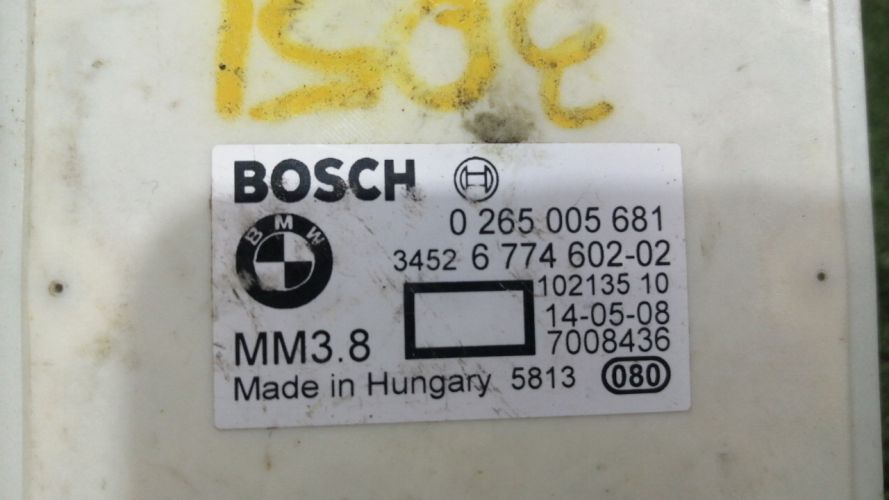 BOSCH
BMW
0 265 005 681
3452 6 774 602-02
102135 10
14-05-08
MM3.8
7008436
Made in Hungary 5813 080